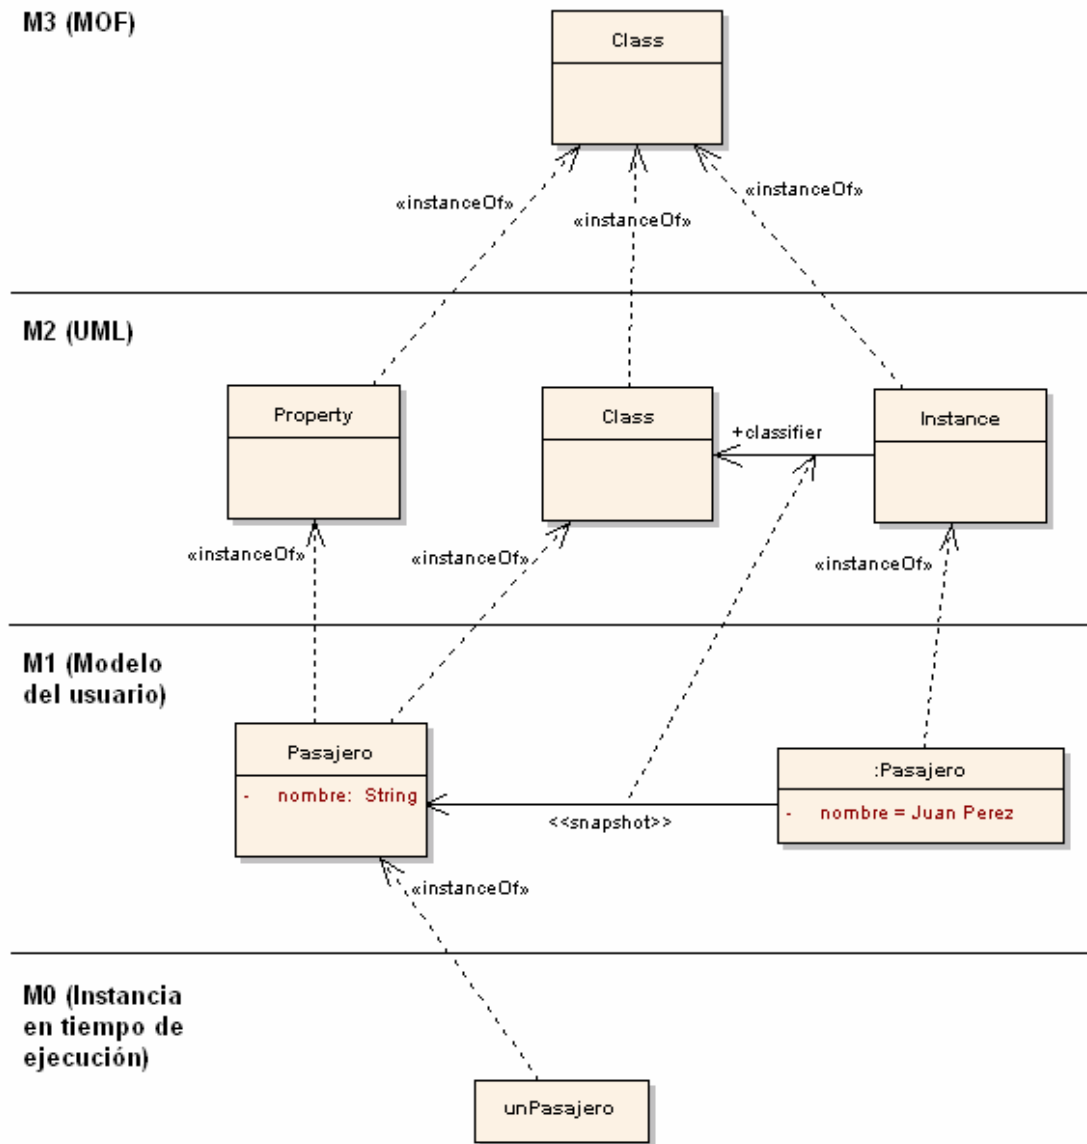 M3 (MOF)
Class
«instanceOf»
«instanceOf»
«instanceOf»
M2 (UML)
Property
Class
+classifier
Instance
«instanceOf»
«instanceOf»
«instanceOf»
M1 (Modelo
del usuario)
Pasajero
- nombre: String
<<snapshot>>
:Pasajero
- nombre = Juan Perez
«instanceOf»
M0 (Instancia
en tiempo de
ejecución)
unPasajero